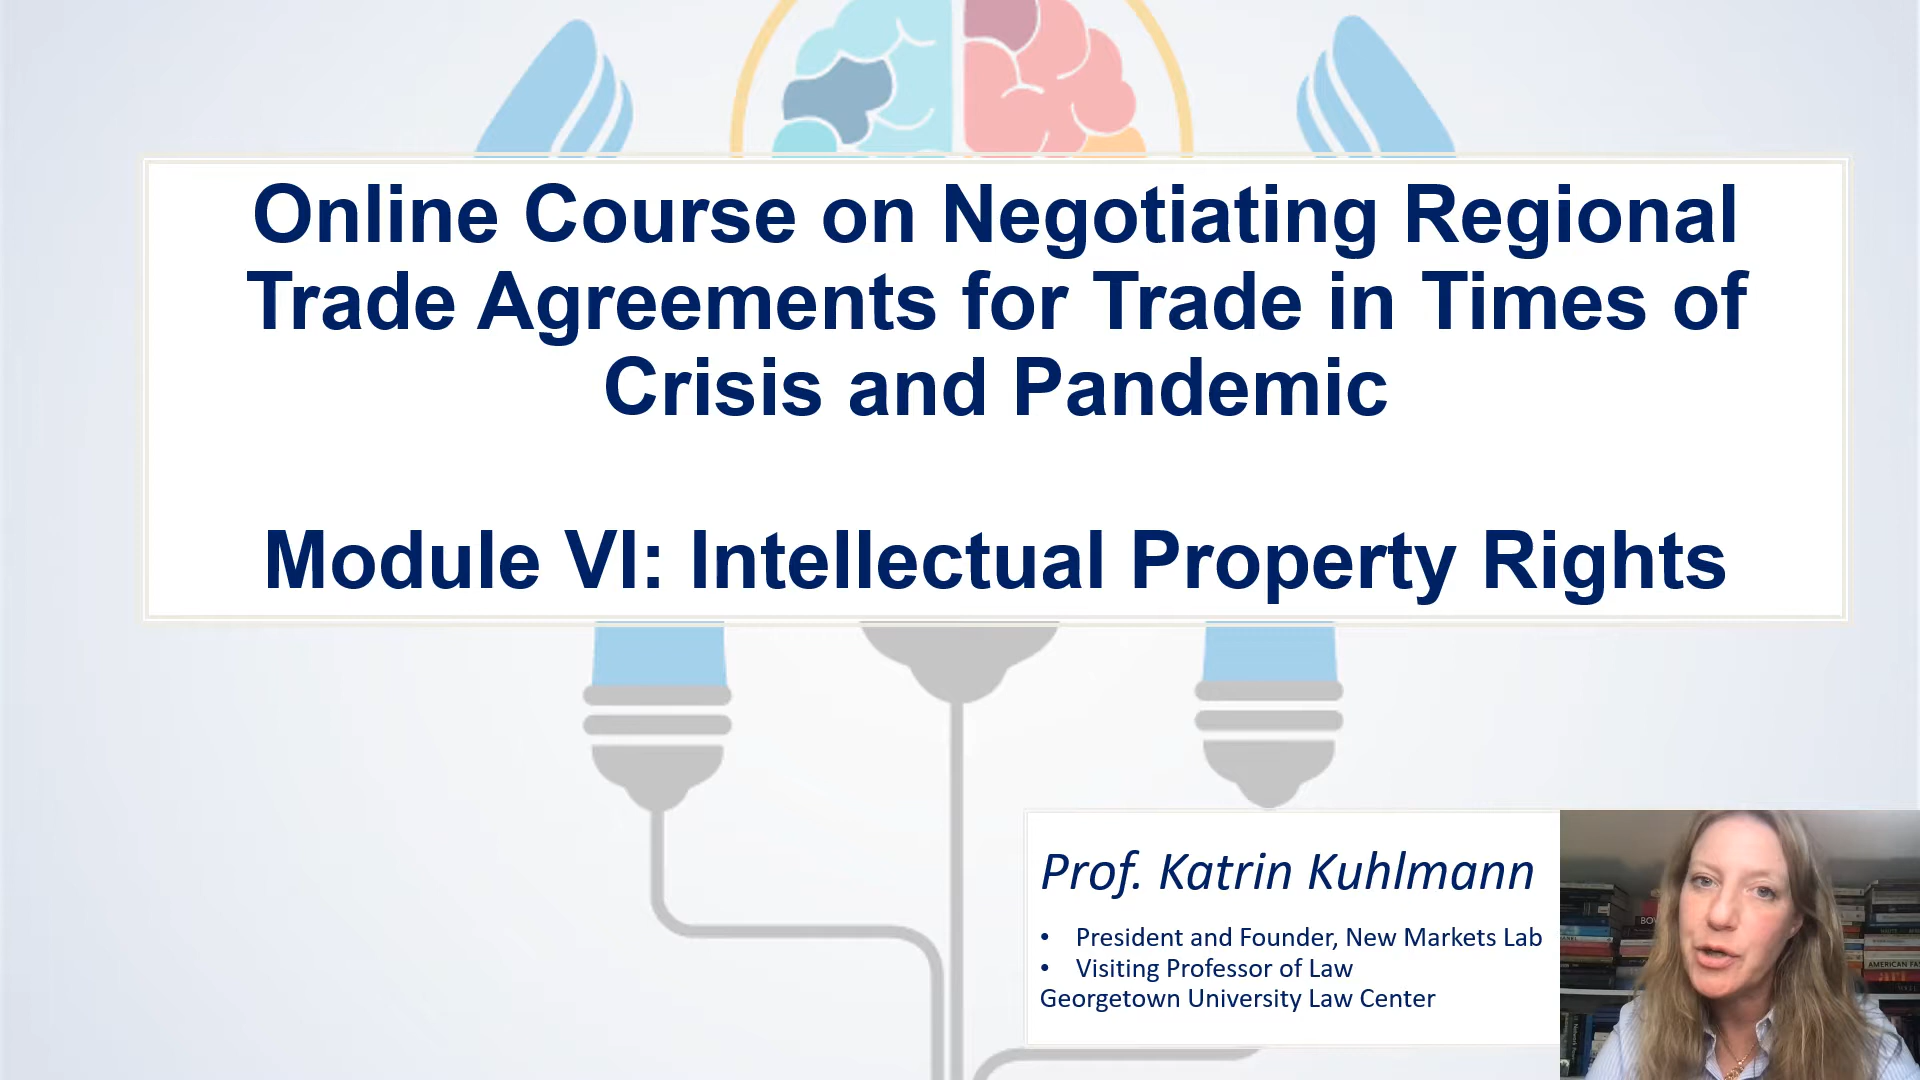 Online Course on Negotiating Regional
Trade Agreements for Trade in Times of
Crisis and Pandemic
Module VI: Intellectual Property Rights
Prof. Katrin Kuhlmann
• President and Founder, New Markets Lab
• Visiting Professor of Law
Georgetown University Law Center